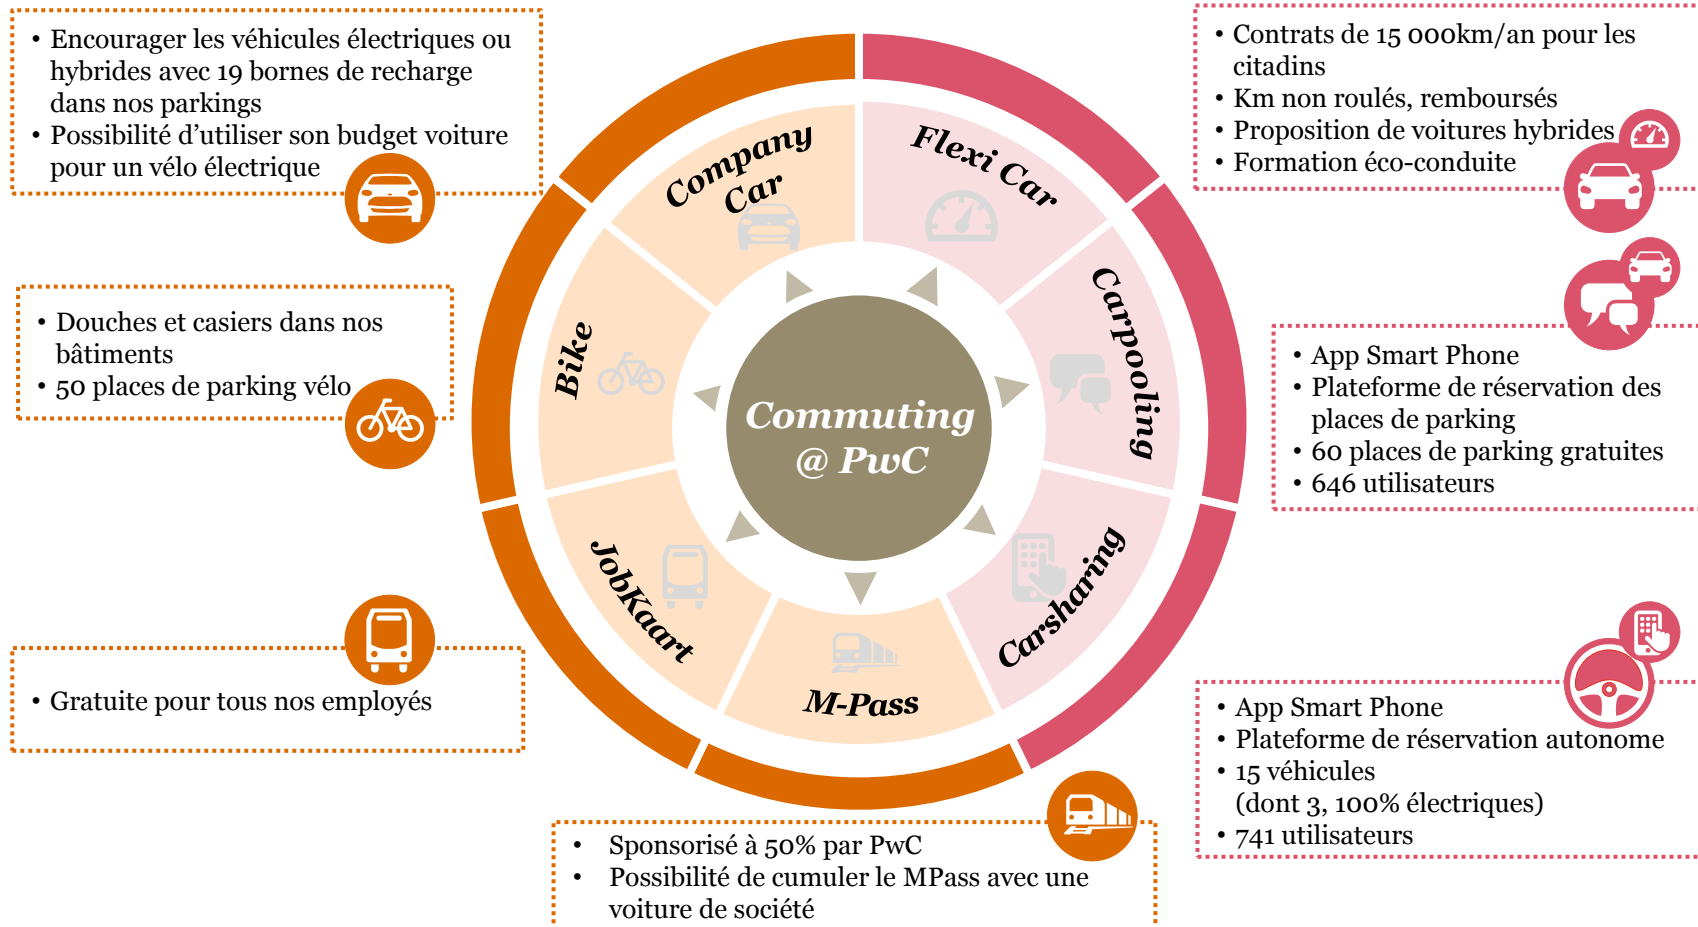 • Encourager les véhicules électriques ou
hybrides avec 19 bornes de recharge
dans nos parkings
• Possibilité d’utiliser son budget voiture
pour un vélo électrique
• Douches et casiers dans nos
bâtiments
• 50 places de parking vélo
• Gratuite pour tous nos employés
Company
Car
Flexi Car
Bike
Carpooling
Commuting
@ PwC
JobKaart
Carsharing
M-Pass
• Sponsorisé à 50% par PwC
• Possibilité de cumuler le MPass avec une
voiture de société
• Contrats de 15 000km/an pour les
citadins
• Km non roulés, remboursés
• Proposition de voitures hybrides
• Formation éco-conduite
• App Smart Phone
• Plateforme de réservation des
places de parking
• 60 places de parking gratuites
• 646 utilisateurs
• App Smart Phone
• Plateforme de réservation autonome
• 15 véhicules
(dont 3, 100% électriques)
• 741 utilisateurs